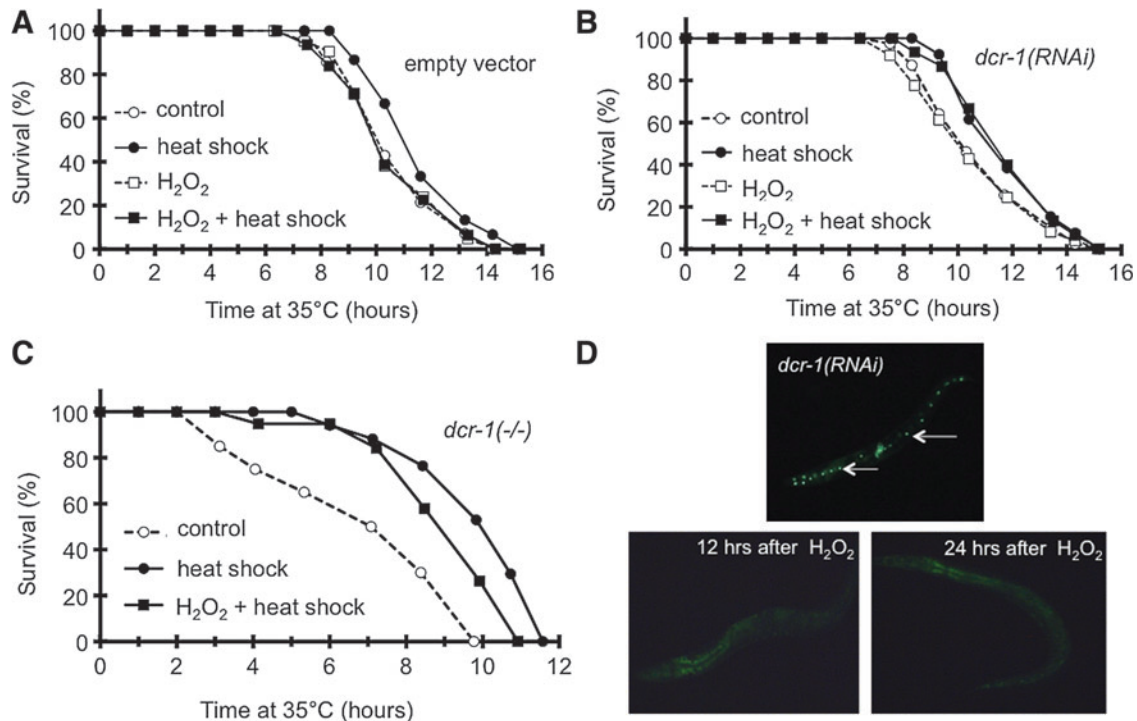 A
100
80
60
40
20
0
Survival (%)
empty vector
control
heat shock
H₂O₂
H₂O₂ + heat shock
0 2 4 6 8 10 12 14 16
Time at 35°C (hours)
B
100
80
60
40
20
0
Survival (%)
dcr-1(RNAi)
control
heat shock
H₂O₂
H₂O₂ + heat shock
0 2 4 6 8 10 12 14 16
Time at 35°C (hours)
C
100
80
60
40
20
0
Survival (%)
dcr-1(-/-)
control
heat shock
H₂O₂ + heat shock
0 2 4 6 8 10 12
Time at 35°C (hours)
D
dcr-1(RNAi)
12 hrs after H₂O₂
24 hrs after H₂O₂